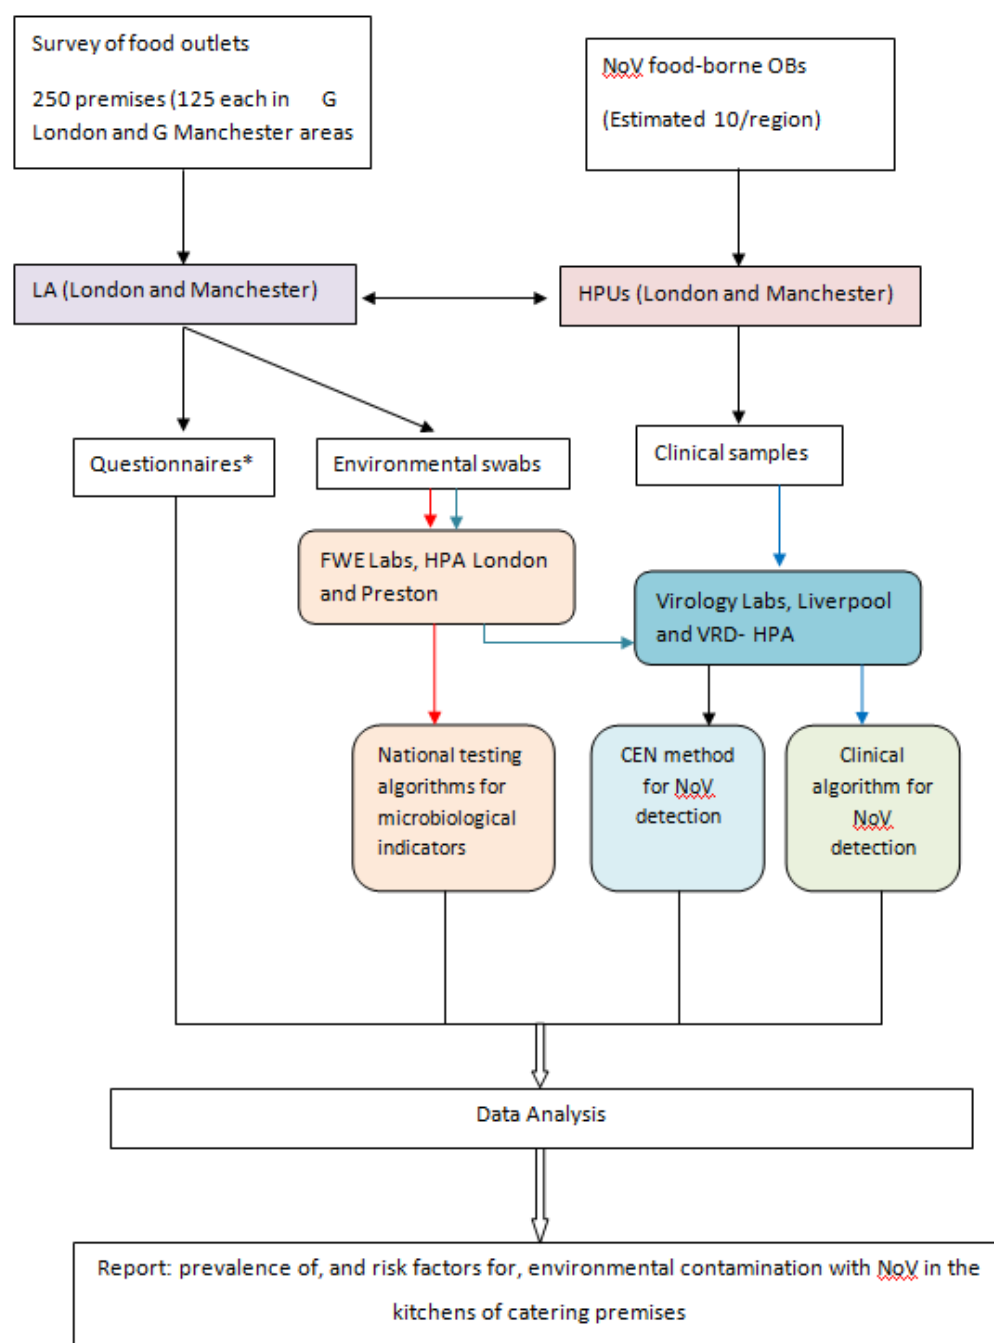 Survey of food outlets
250 premises (125 each in G
London and G Manchester areas
NoV food-borne OBs
(Estimated 10/region)
LA (London and Manchester)
HPUs (London and Manchester)
Questionnaires*
Environmental swabs
Clinical samples
FWE Labs, HPA London
and Preston
Virology Labs, Liverpool
and VRD- HPA
National testing
algorithms for
microbiological
indicators
CEN method
for NoV
detection
Clinical
algorithm for
NoV
detection
Data Analysis
Report: prevalence of, and risk factors for, environmental contamination with NoV in the
kitchens of catering premises